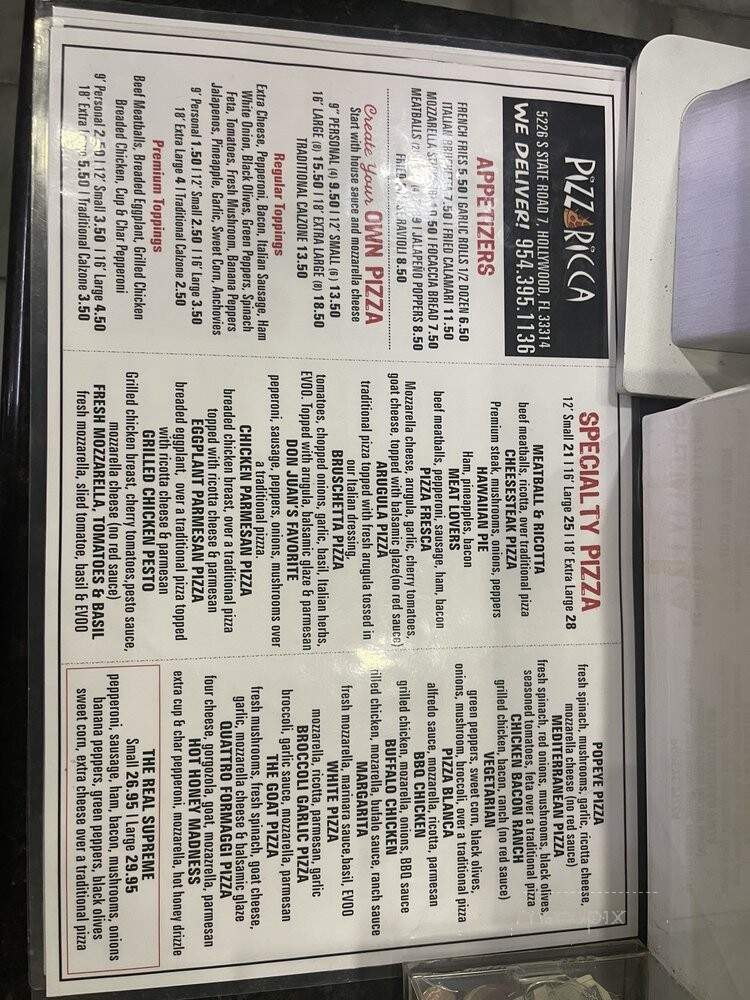 PiZZARiCCA
5226 S STATE ROAD 7, HOLLYWOOD, FL 33314
WE DELIVER! 954.395.1136
APPETIZERS
FRENCH FRIES 5.50 | GARLIC ROLLS 1/2 DOZEN 6.50
ITALIAN BRUCHETTA 7.50 | FRIED CALAMARI 11.50
MOZZARELLA 10.50 | FOCACCIA BREAD 7.50
MEATBALLS 9 | JALAPEÑO POPPERS 8.50
FRIED RAVIOLI 8.50
Create Your OWN PIZZA
Start with house sauce and mozzarella cheese
9" PERSONAL (4) 9.50 | 12" SMALL (6) 13.50
16" LARGE (8) 15.50 | 18" EXTRA LARGE (8) 18.50
TRADITIONAL CALZONE 13.50
Regular Toppings
Extra Cheese, Pepperoni, Bacon, Italian Sausage, Ham
White Onion, Black Olives, Green Peppers, Spinach
Feta, Tomatoes, Fresh Mushroom, Banana Peppers
Jalapenos, Pineapple, Garlic, Sweet Corn, Anchovies
9" Personal 1.50 | 12" Small 2.50 | 16" Large 3.50
18" Extra Large 4 | Traditional Calzone 2.50
Premium Toppings
Beef Meatballs, Breaded Eggplant, Grilled Chicken
Breaded Chicken, Cup & Char Pepperoni
9" Personal 2.50 | 12" Small 3.50 | 16" Large 4.50
18" Extra Large 5.50 | Traditional Calzone 3.50
SPECIALTY PIZZA
12" Small 21 | 16" Large 25 | 18" Extra Large 28
MEATBALL & RICOTTA
beef meatballs, ricotta, over traditional pizza
CHEESESTEAK PIZZA
Premium steak, mushrooms, onions, peppers
HAWAIIAN PIE
Ham, pineapples, bacon
MEAT LOVERS
beef meatballs, pepperoni, sausage, ham, bacon
PIZZA FRESCA
Mozzarella cheese, arugula, garlic, cherry tomatoes,
goat cheese, topped with balsamic glaze(no red sauce)
ARUGULA PIZZA
traditional pizza topped with fresh arugula tossed in
our Italian dressing.
BRUSCHETTA PIZZA
tomatoes, chopped onions, garlic, basil, Italian herbs,
EVOO. Topped with arugula, balsamic glaze & parmesan
DON JUAN'S FAVORITE
peperoni, sausage, peppers, onions, mushrooms over
a traditional pizza.
CHICKEN PARMESAN PIZZA
breaded chicken breast, over a traditional pizza
topped with ricotta cheese & parmesan
EGGPLANT PARMESAN PIZZA
breaded eggplant, over a traditional pizza topped
with ricotta cheese & parmesan
GRILLED CHICKEN PESTO
Grilled chicken breast, cherry tomatoes,pesto sauce,
mozzarella cheese (no red sauce)
FRESH MOZZARELLA, TOMATOES & BASIL
fresh mozzarella, slied tomatoe, basil & EVOO
POPEYE PIZZA
fresh spinach, mushrooms, garlic, ricotta cheese,
mozzarella cheese (no red sauce)
MEDITERRANEAN PIZZA
fresh spinach, red onions, mushrooms, black olives,
seasoned tomatoes, feta over a traditional pizza
CHICKEN BACON RANCH
grilled chicken, bacon, ranch (no red sauce)
VEGETARIAN
green peppers, sweet corn, black olives,
onions, mushroom, broccoli, over a traditional pizza
PIZZA BLANCA
alfredo sauce, mozzarella, ricotta, parmesan
BBQ CHICKEN
grilled chicken, mozarella, onions, BBQ sauce
BUFFALO CHICKEN
rilled chicken, mozarella, bufalo sauce, ranch sauce
MARGARITA
fresh mozzarella, marinara sauce,basil, EVOO
WHITE PIZZA
mozzarella, ricotta, parmesan, garlic
BROCCOLI GARLIC PIZZA
broccoli, garlic sauce, mozzarella, parmesan
THE GOAT PIZZA
fresh mushrooms, fresh spinach, goat cheese,
garlic, mozzarella cheese & balsamic glaze
QUATTRO FORMAGGI PIZZA
four cheese, gorgozola, goat, mozarrella, parmesan
HOT HONEY MADNESS
extra cup & char pepperoni, mozzarella, hot honey drizzle
THE REAL SUPREME
Small 26.95 | Large 29.95
pepperoni, sausage, ham, bacon, mushrooms, onions
banana peppers, green peppers, black olives
sweet corn, extra cheese over a traditional pizza